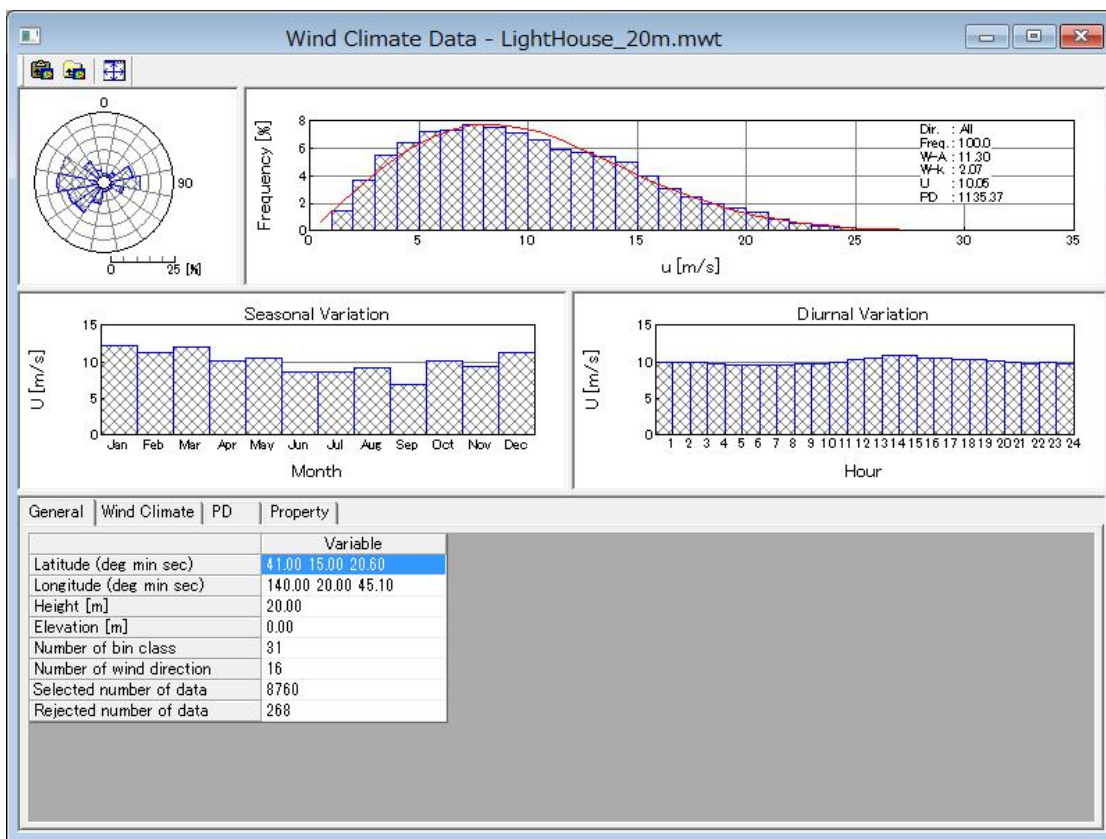 Wind Climate Data - LightHouse_20m.mwt
0
90
0 25 [%]
Frequency [%]
8
6
4
2
0
0 5 10 15 20 25 30 35
u [m/s]
Dir. : All
Freq. : 100.0
W-A : 11.30
W-k : 2.07
U : 10.05
PD : 1135.37
Seasonal Variation
U [m/s]
15
10
5
0
Jan Feb Mar Apr May Jun Jul Aug Sep Oct Nov Dec
Month
Diurnal Variation
U [m/s]
15
10
5
0
1 2 3 4 5 6 7 8 9 10 11 12 13 14 15 16 17 18 19 20 21 22 23 24
Hour
General Wind Climate PD Property
Variable
Latitude (deg min sec) 41.00 15.00 20.60
Longitude (deg min sec) 140.00 20.00 45.10
Height [m] 20.00
Elevation [m] 0.00
Number of bin class 31
Number of wind direction 16
Selected number of data 8760
Rejected number of data 268